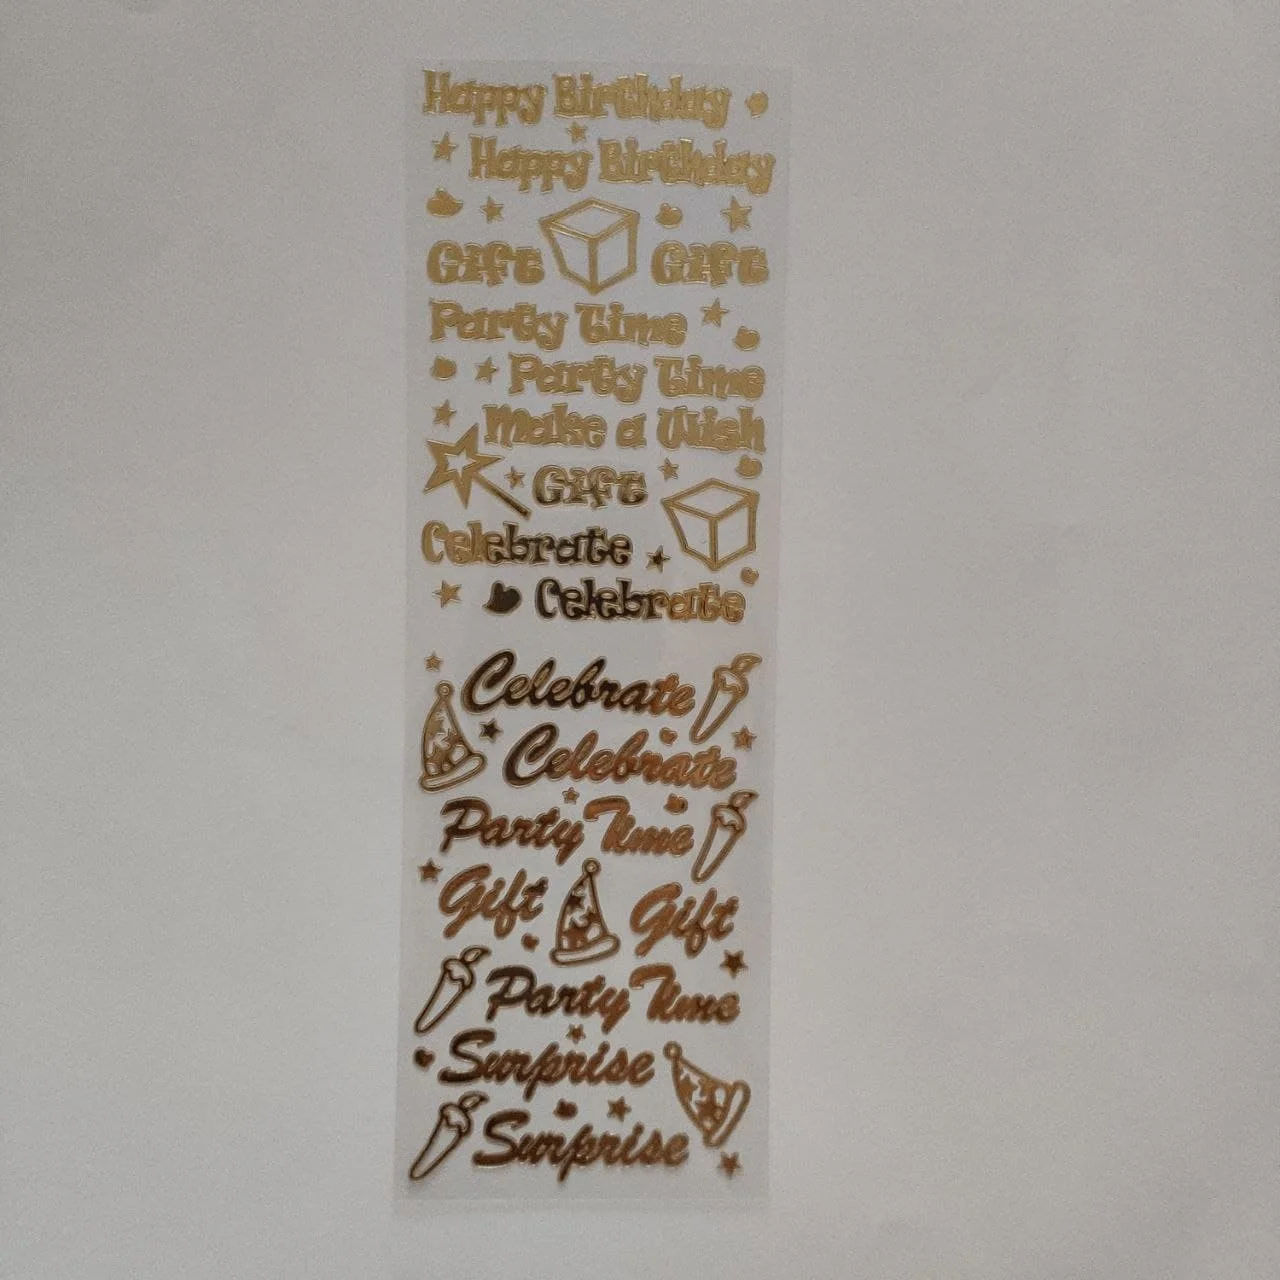 Happy Birthday
Happy Birthday
Gift Gift
Party Time
Party Time
Make a Wish
Gift
Celebrate
Celebrate
Celebrate
Celebrate
Party Time
Gift Gift
Party Time
Surprise
Surprise